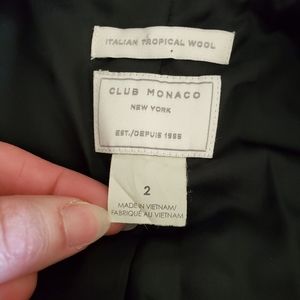 ITALIAN TROPICAL WOOL
CLUB MONACO
NEW YORK
EST./DEPUIS 1985
2
MADE IN VIETNAM/
FABRIQUÉ AU VIETNAM